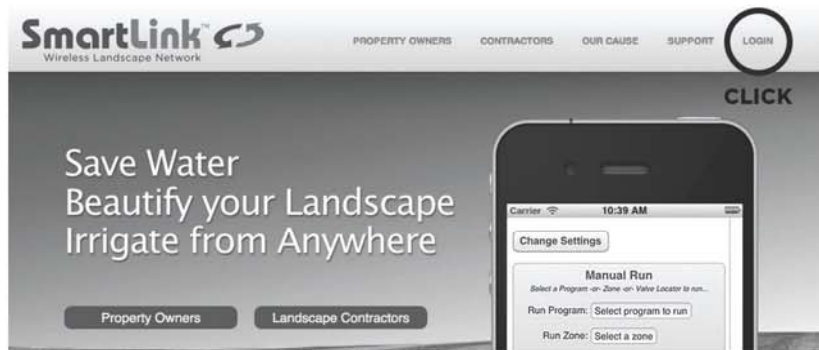 SmartLink™
Wireless Landscape Network
PROPERTY OWNERS CONTRACTORS OUR CAUSE SUPPORT LOGIN
CLICK
Save Water
Beautify your Landscape
Irrigate from Anywhere
Property Owners Landscape Contractors
Carrier 10:39 AM
Change Settings
Manual Run
Select a Program -or- Zone -or- Valve Locator to run...
Run Program: Select program to run
Run Zone: Select a zone